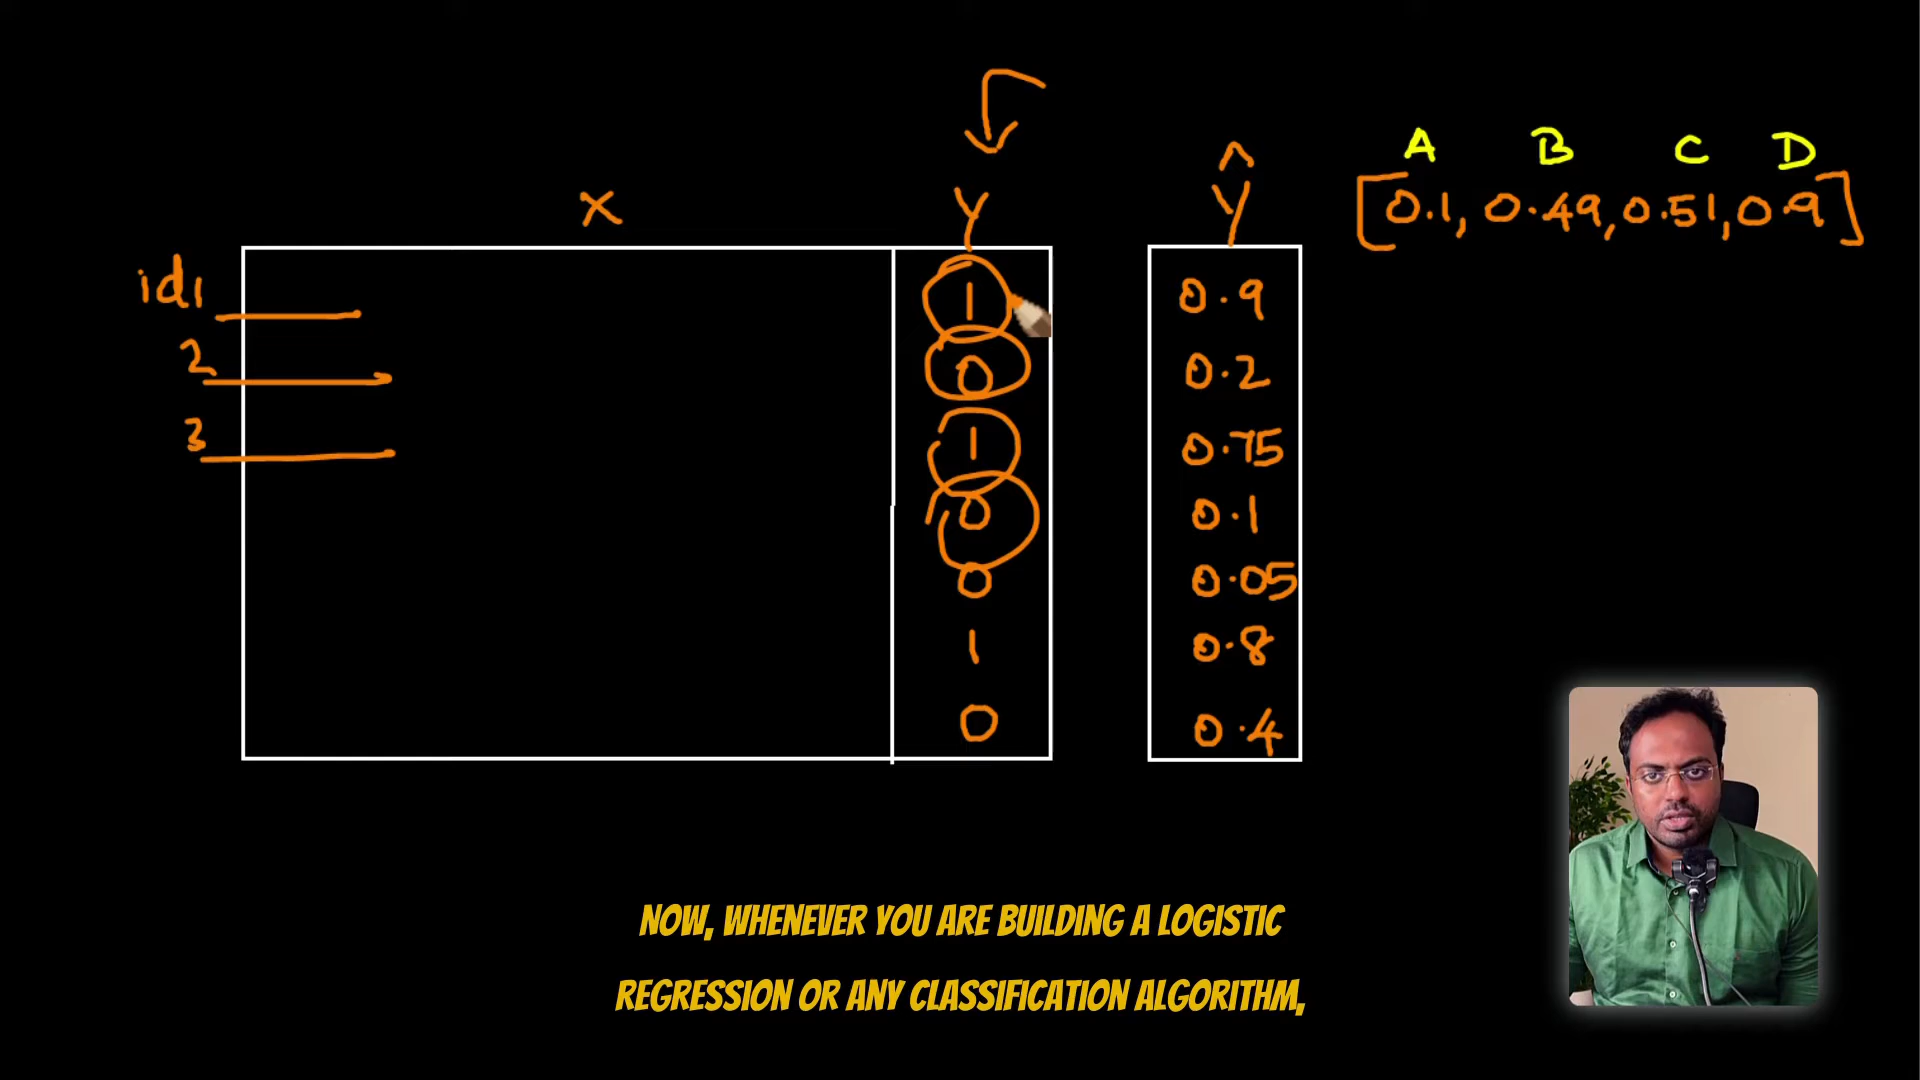 A B C D
[0.1, 0.49, 0.51, 0.9]
X Y Ŷ
id1 1 0.9
2 0 0.2
3 1 0.75
0 0.1
0 0.05
1 0.8
0 0.4
NOW, WHENEVER YOU ARE BUILDING A LOGISTIC
REGRESSION OR ANY CLASSIFICATION ALGORITHM,